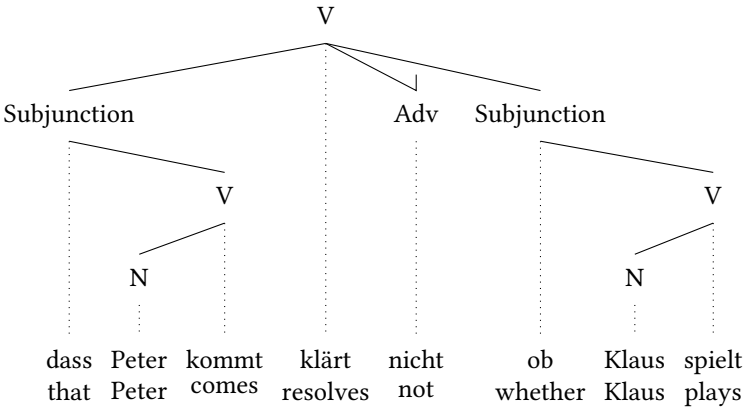 V
Subjunction Adv Subjunction
V V
N N
dass Peter kommt klärt nicht ob Klaus spielt
that Peter comes resolves not whether Klaus plays